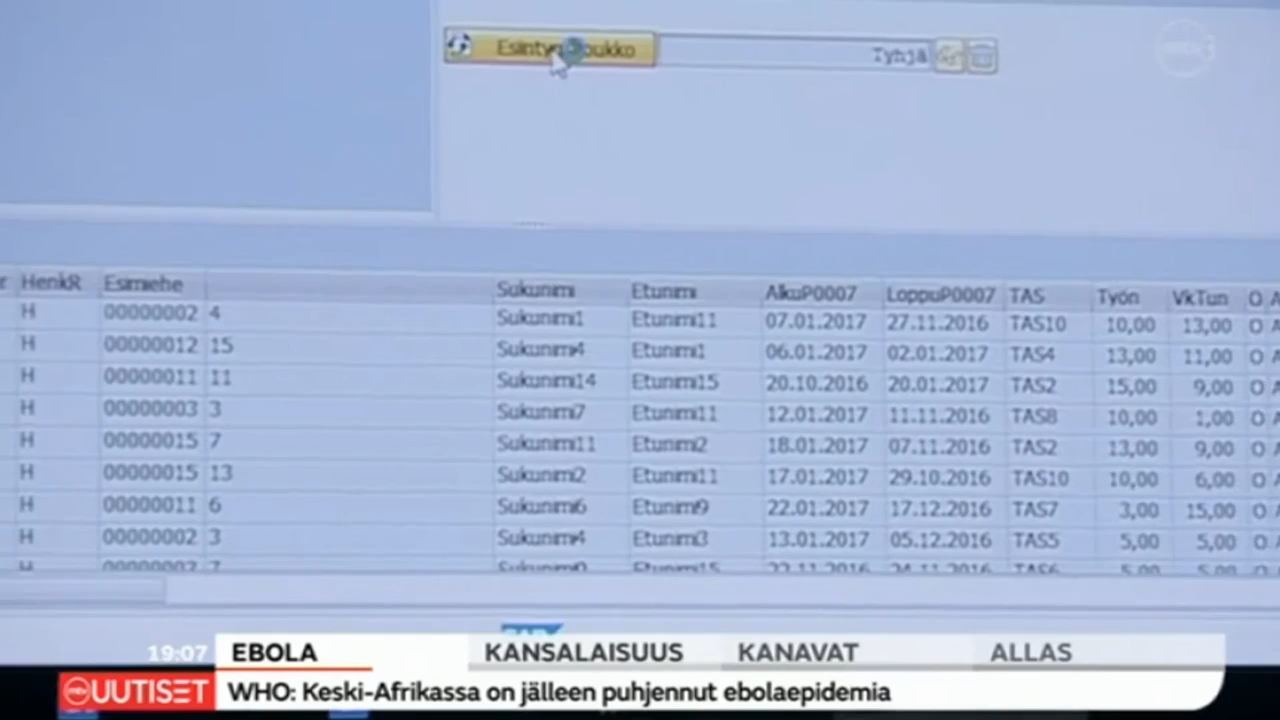 Tyhjä
HenkR Esimiehe Sukunimi Etunimi AlkuP0007 LoppuP0007 TAS Työn VkTun O A
H 00000002 4 Sukunimi1 Etunimi11 07.01.2017 27.11.2016 TAS10 10,00 13,00 O A
H 00000012 15 Sukunimi4 Etunimi1 06.01.2017 02.01.2017 TAS4 13,00 11,00 O A
H 00000011 11 Sukunimi14 Etunimi15 20.10.2016 20.01.2017 TAS2 15,00 9,00 O A
H 00000003 3 Sukunimi7 Etunimi11 12.01.2017 11.11.2016 TAS8 10,00 1,00 O A
H 00000015 7 Sukunimi11 Etunimi2 18.01.2017 07.11.2016 TAS2 13,00 9,00 O A
H 00000015 13 Sukunimi2 Etunimi11 17.01.2017 29.10.2016 TAS10 10,00 6,00 O A
H 00000011 6 Sukunimi6 Etunimi9 22.01.2017 17.12.2016 TAS7 3,00 15,00 O A
H 00000002 3 Sukunimi4 Etunimi3 13.01.2017 05.12.2016 TAS5 5,00 5,00 O A
19:07 EBOLA KANSALAISUUS KANAVAT ALLAS
UUTISET WHO: Keski-Afrikassa on jälleen puhjennut ebolaepidemia